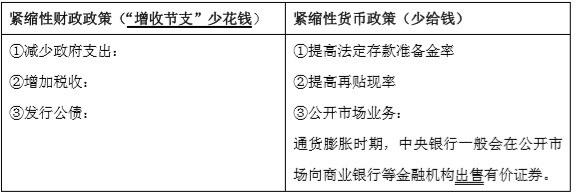 紧缩性财政政策（“增收节支”少花钱）
紧缩性货币政策（少给钱）
①减少政府支出：
②增加税收：
③发行公债：
①提高法定存款准备金率
②提高再贴现率
③公开市场业务：
通货膨胀时期，中央银行一般会在公开市
场向商业银行等金融机构出售有价证券。